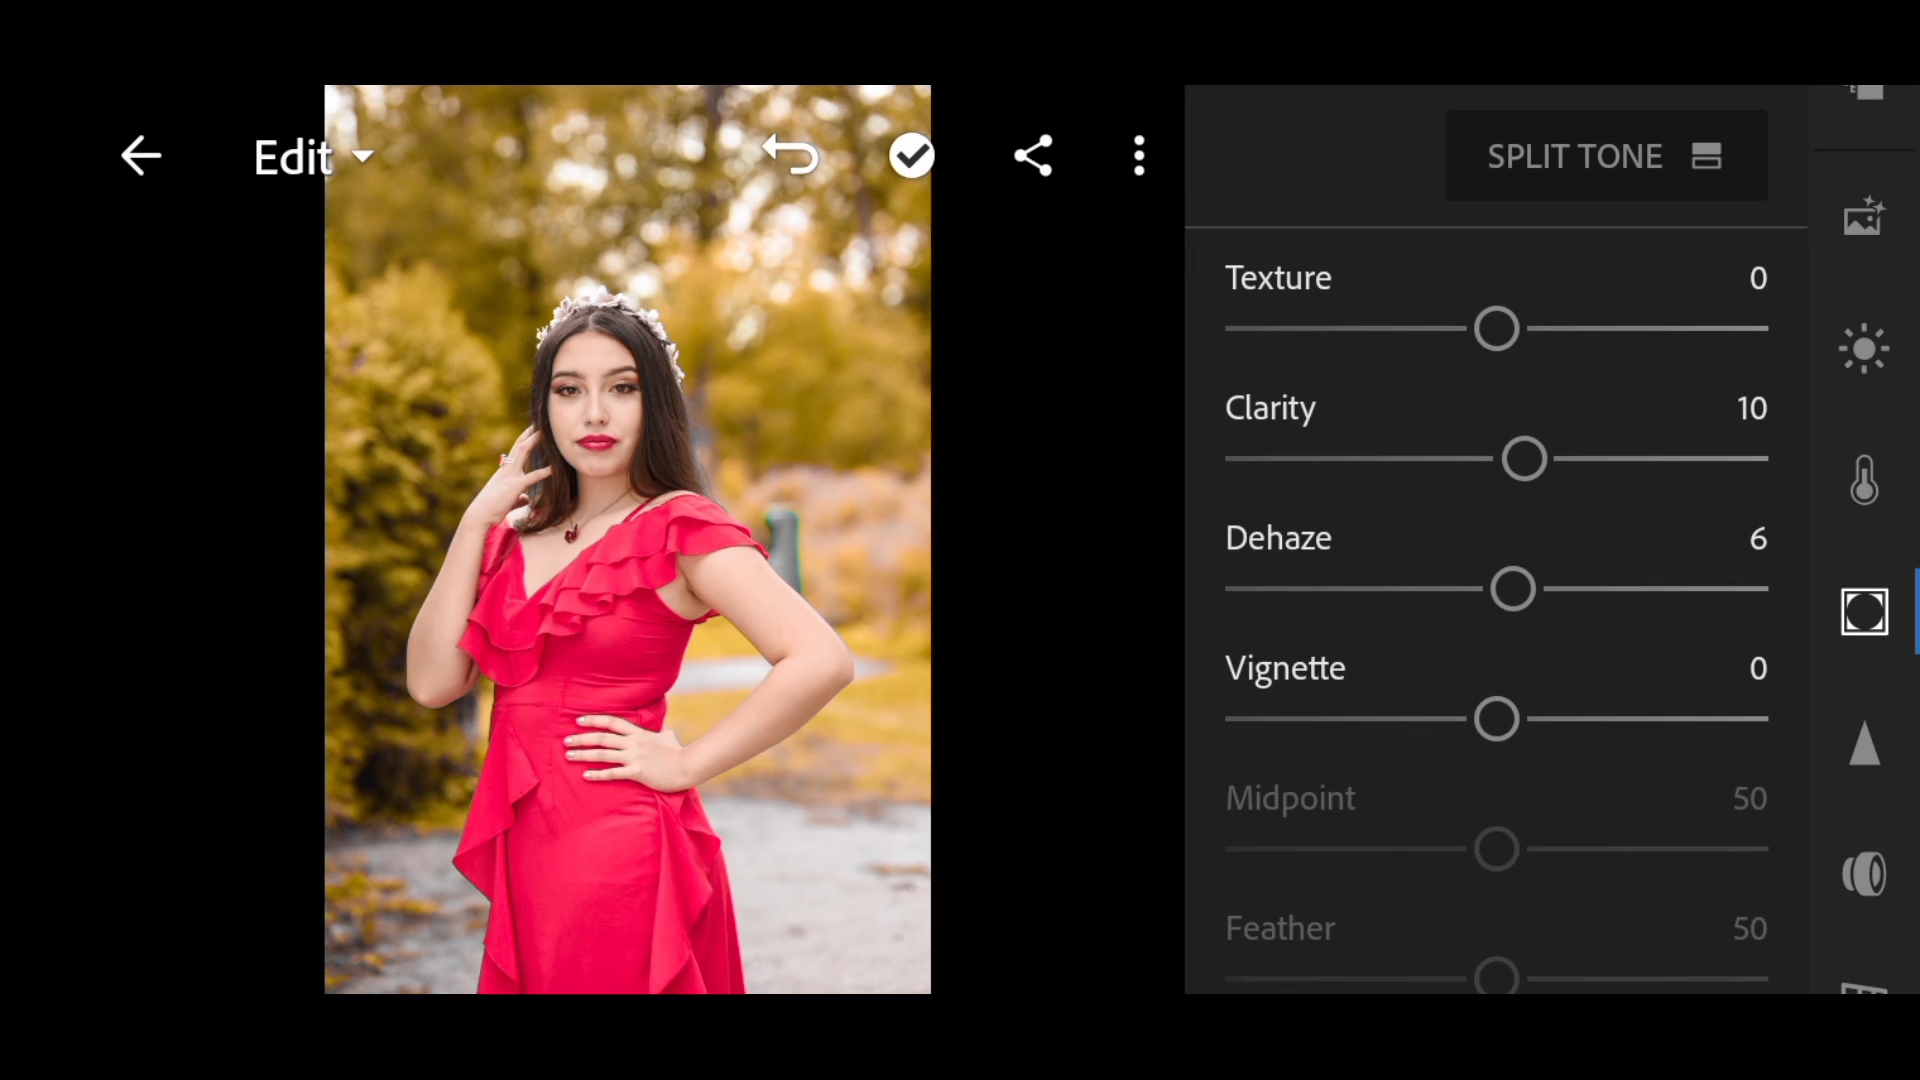 Edit
SPLIT TONE
Texture 0
Clarity 10
Dehaze 6
Vignette 0
Midpoint 50
Feather 50